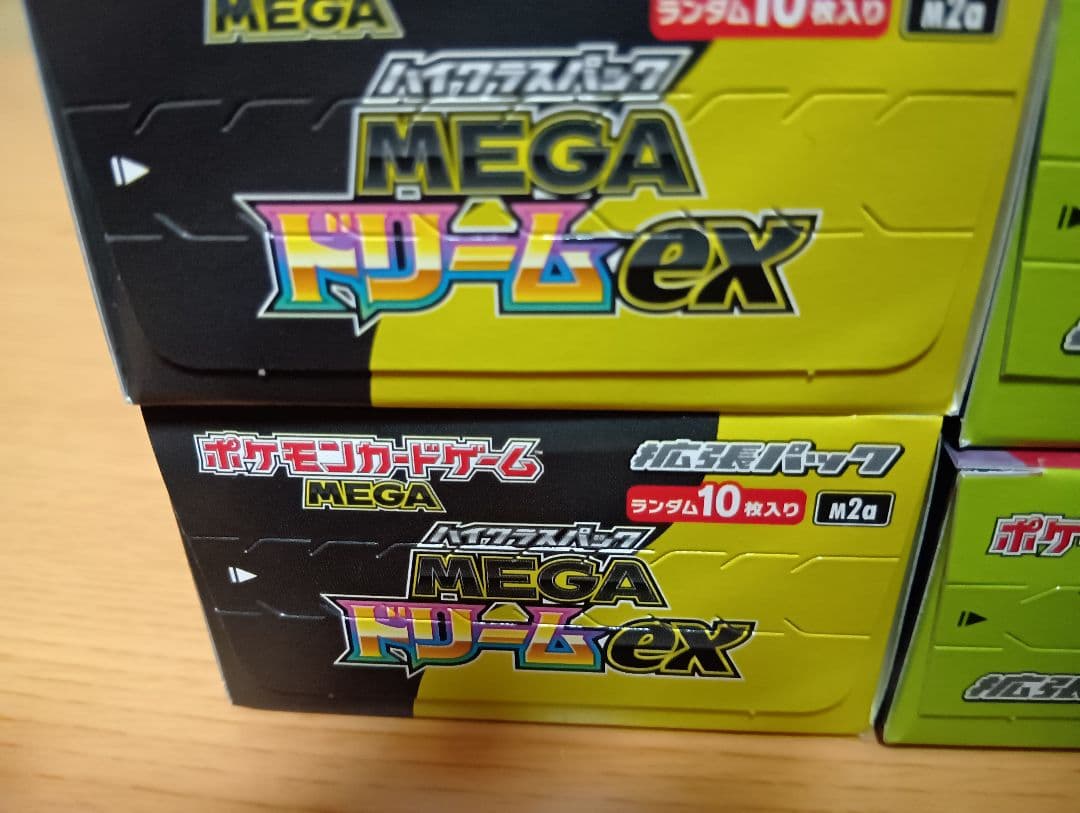 MEGA
ランダム10枚入り
M2a
ハイクラスパック
MEGA
ドリームex
ポケモンカードゲーム
MEGA
拡張パック
ランダム10枚入り
M2a
ハイクラスパック
MEGA
ドリームex
ポケ
拡張